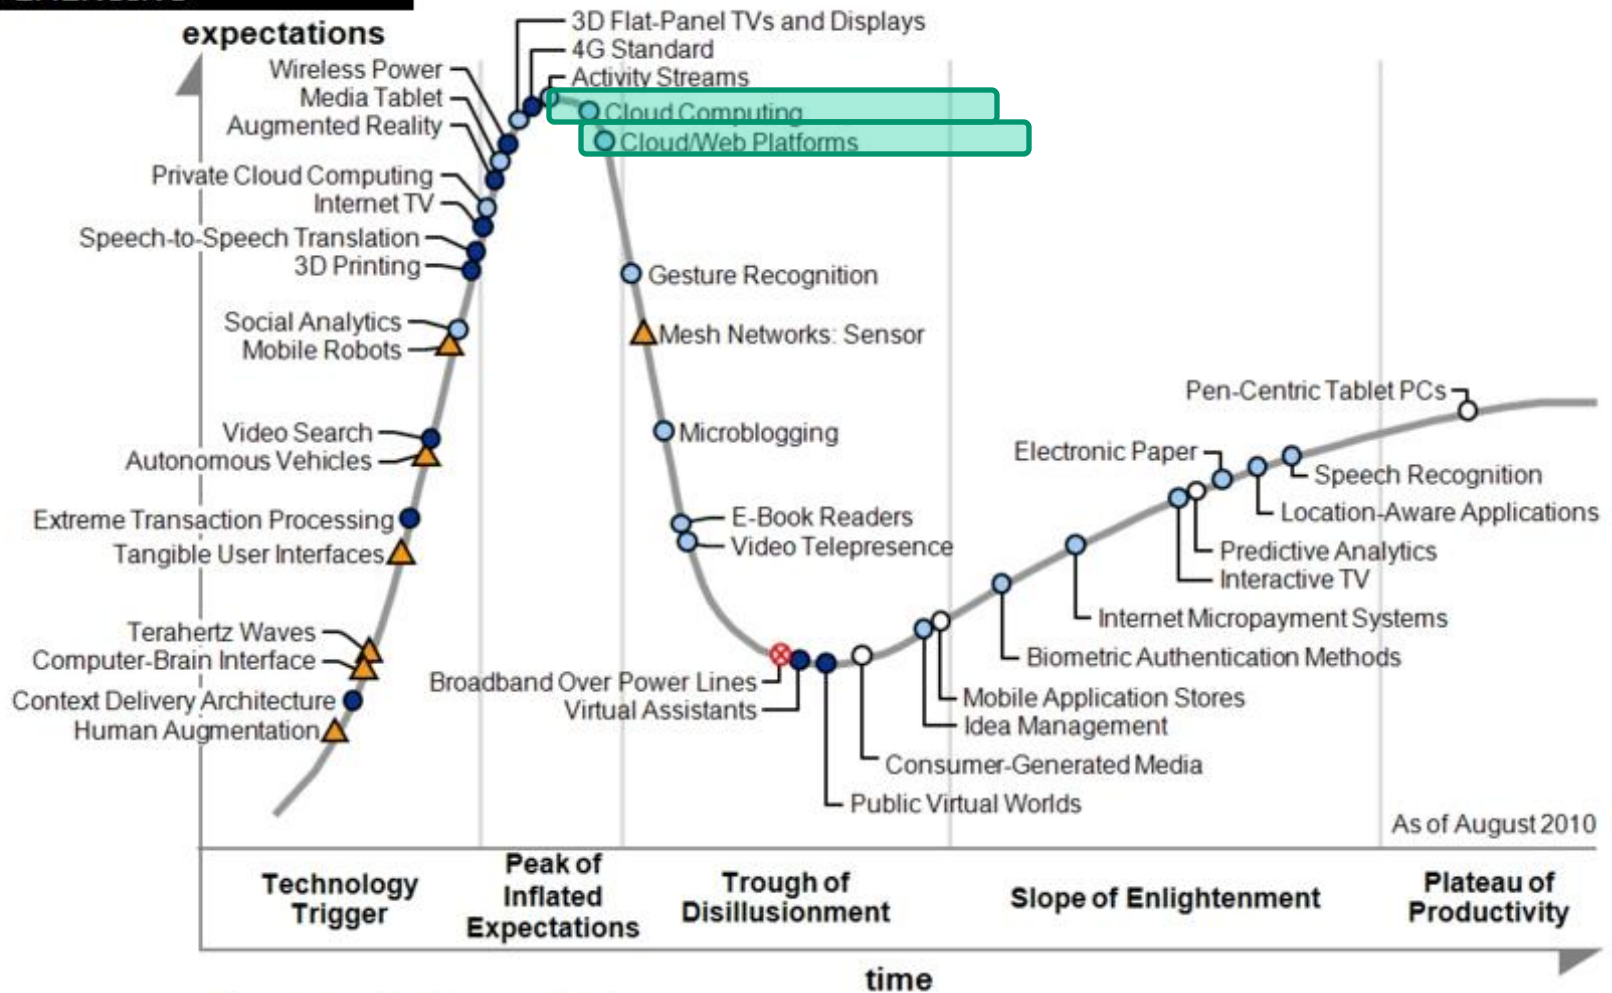 expectations
3D Flat-Panel TVs and Displays
4G Standard
Activity Streams
Cloud Computing
Cloud/Web Platforms
Wireless Power
Media Tablet
Augmented Reality
Private Cloud Computing
Internet TV
Speech-to-Speech Translation
3D Printing
Social Analytics
Mobile Robots
Video Search
Autonomous Vehicles
Extreme Transaction Processing
Tangible User Interfaces
Terahertz Waves
Computer-Brain Interface
Context Delivery Architecture
Human Augmentation
Gesture Recognition
Mesh Networks: Sensor
Microblogging
E-Book Readers
Video Telepresence
Broadband Over Power Lines
Virtual Assistants
Pen-Centric Tablet PCs
Electronic Paper
Speech Recognition
Location-Aware Applications
Predictive Analytics
Interactive TV
Internet Micropayment Systems
Biometric Authentication Methods
Mobile Application Stores
Idea Management
Consumer-Generated Media
Public Virtual Worlds
As of August 2010
Technology
Trigger
Peak of
Inflated
Expectations
Trough of
Disillusionment
Slope of Enlightenment
Plateau of
Productivity
time